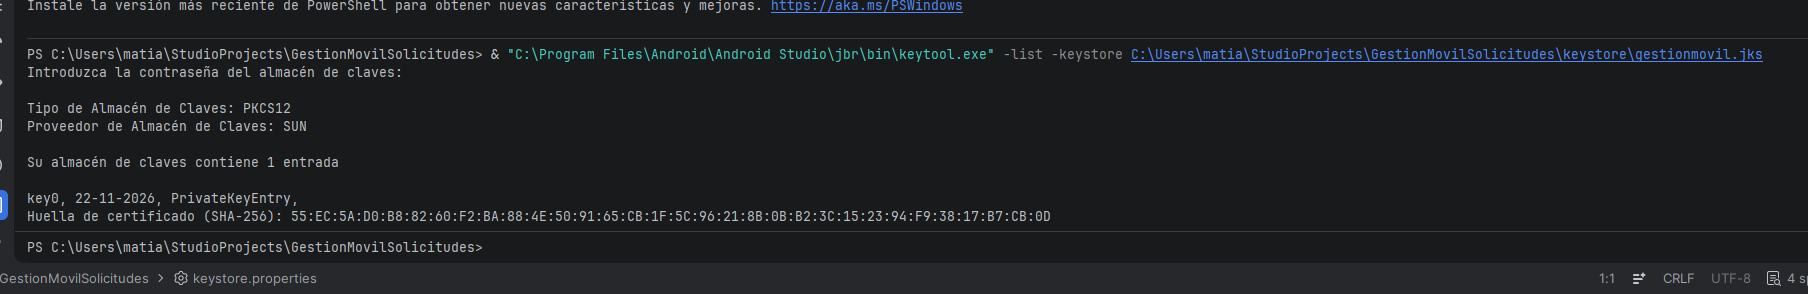 Instale la versión más reciente de PowerShell para obtener nuevas características y mejoras. https://aka.ms/PSWindows
PS C:\Users\matia\StudioProjects\GestionMovilSolicitudes> & "C:\Program Files\Android\Android Studio\jbr\bin\keytool.exe" -list -keystore C:\Users\matia\StudioProjects\GestionMovilSolicitudes\keystore\gestionmovil.jks
Introduzca la contraseña del almacén de claves:
Tipo de Almacén de Claves: PKCS12
Proveedor de Almacén de Claves: SUN
Su almacén de claves contiene 1 entrada
key0, 22-11-2026, PrivateKeyEntry,
Huella de certificado (SHA-256): 55:EC:5A:D0:B8:82:60:F2:BA:88:4E:50:91:65:CB:1F:5C:96:21:8B:0B:B2:3C:15:23:94:F9:38:17:B7:CB:0D
PS C:\Users\matia\StudioProjects\GestionMovilSolicitudes>
GestionMovilSolicitudes > keystore.properties 1:1 CRLF UTF-8 4 sp